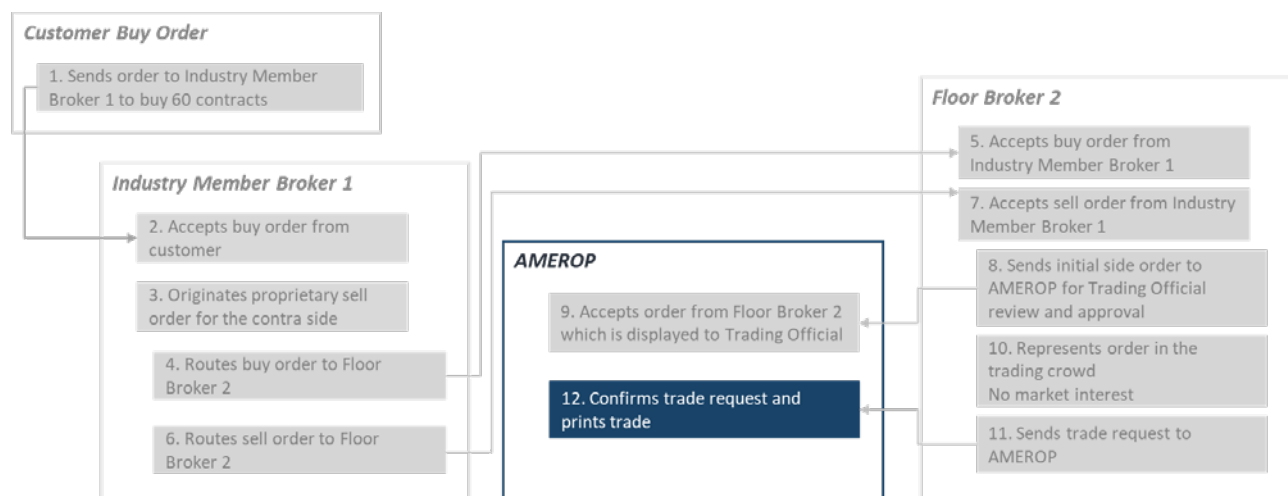 Customer Buy Order
1. Sends order to Industry Member
Broker 1 to buy 60 contracts
Industry Member Broker 1
2. Accepts buy order from
customer
3. Originates proprietary sell
order for the contra side
4. Routes buy order to Floor
Broker 2
6. Routes sell order to Floor
Broker 2
AMEROP
9. Accepts order from Floor Broker 2
which is displayed to Trading Official
12. Confirms trade request and
prints trade
Floor Broker 2
5. Accepts buy order from
Industry Member Broker 1
7. Accepts sell order from Industry
Member Broker 1
8. Sends initial side order to
AMEROP for Trading Official
review and approval
10. Represents order in the
trading crowd
No market interest
11. Sends trade request to
AMEROP